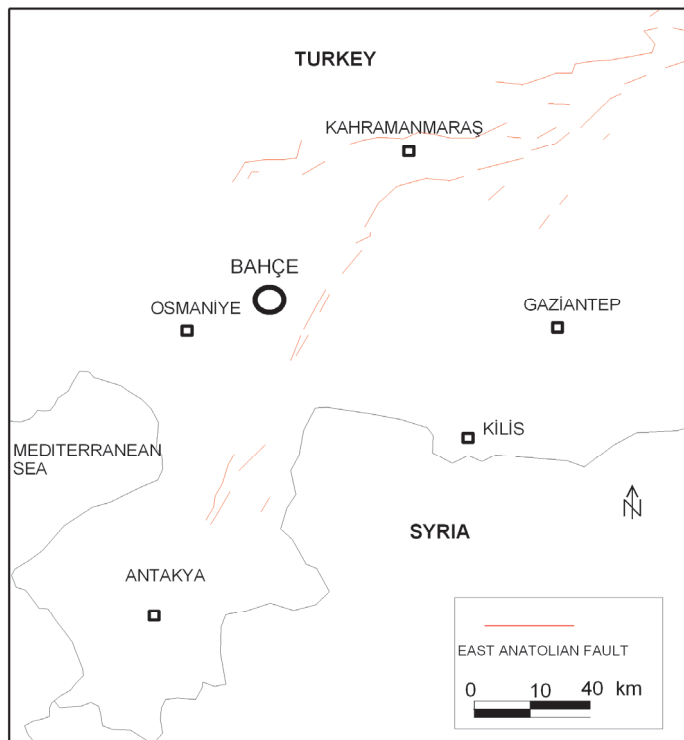 TURKEY
KAHRAMANMARAŞ
BAHÇE
OSMANİYE
GAZİANTEP
KİLİS
MEDITERRANEAN
SEA
N
SYRIA
ANTAKYA
EAST ANATOLIAN FAULT
0 10 40 km